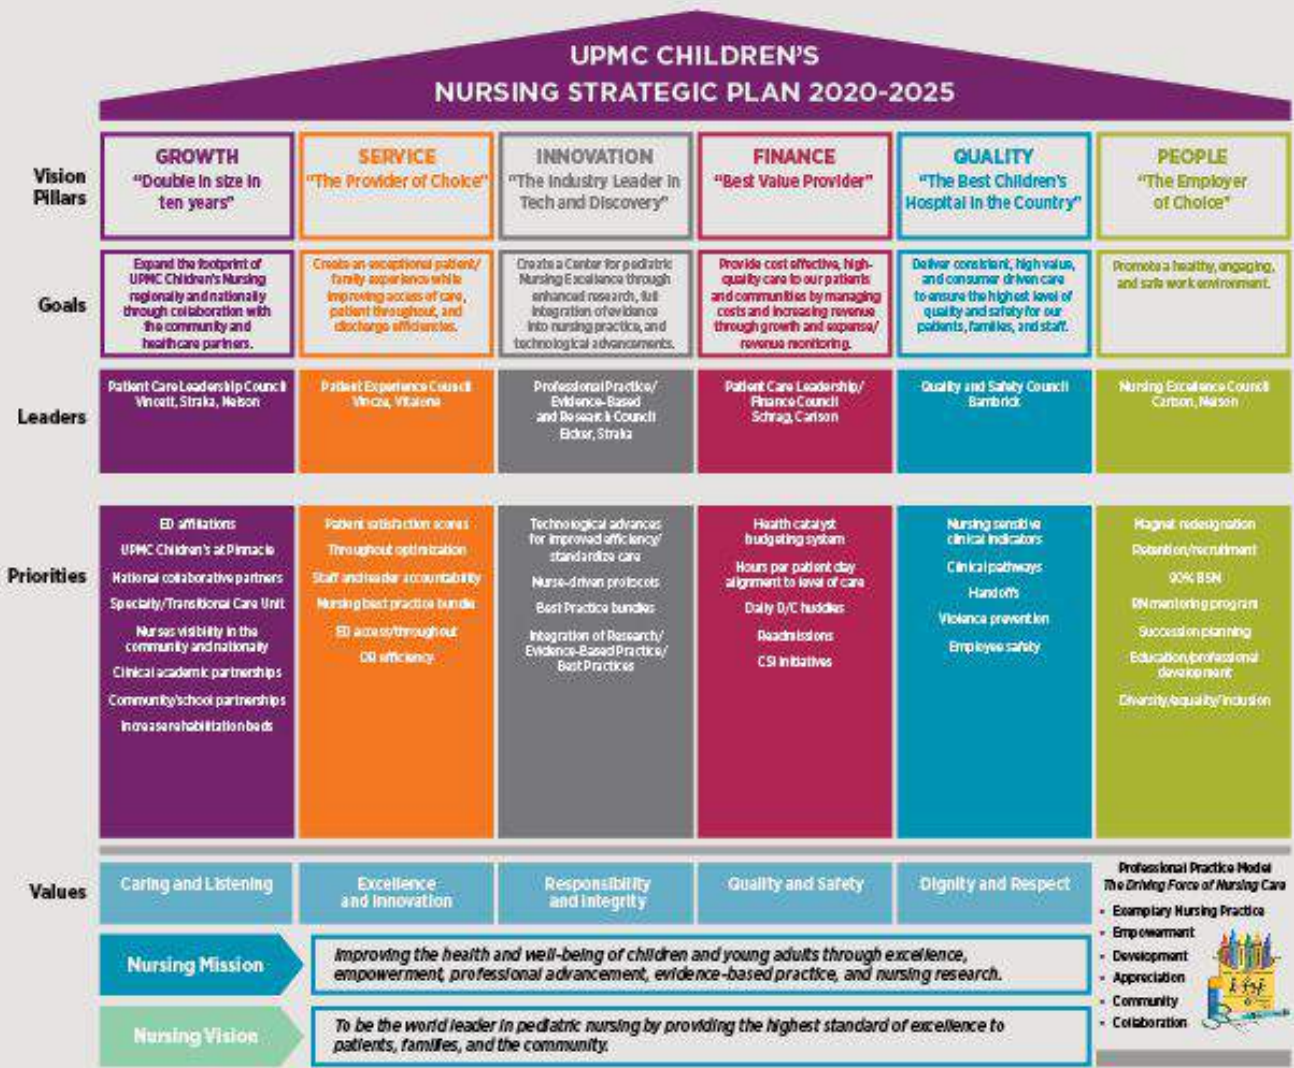 UPMC CHILDREN'S
NURSING STRATEGIC PLAN 2020-2025
Vision
Pillars
GROWTH
"Double in size in
ten years"
SERVICE
"The Provider of Choice"
INNOVATION
"The Industry Leader in
Tech and Discovery"
FINANCE
"Best Value Provider"
QUALITY
"The Best Children's
Hospital in the Country"
PEOPLE
"The Employer
of Choice"
Goals
Expand the footprint of
UPMC Children's Nursing
regionally and nationally
through collaboration with
the community and
healthcare partners.
Create an exceptional patient/
family experience while
improving access of care,
patient throughout, and
discharge efficiencies.
Create a Center for pediatric
Nursing Excellence through
enhanced research, full
integration of evidence
into nursing practice, and
technological advancements.
Provide cost effective, high-
quality care to our patients
and communities by managing
costs and increasing revenue
through growth and expense/
revenue monitoring.
Deliver consistent, high value,
and consumer driven care
to ensure the highest level of
quality and safety for our
patients, families, and staff.
Promote a healthy, engaging,
and safe work environment.
Leaders
Patient Care Leadership Council
Straka, Nelson
Patient Experience Council
Vincze, Vitalone
Professional Practice/
Evidence-Based
and Research Council
Eicker, Straka
Patient Care Leadership/
Finance Council
Schrag, Carlson
Quality and Safety Council
Bambrick
Nursing Excellence Council
Carlson, Nelson
Priorities
ED affiliations
UPMC Children's at Pinnacle
National collaborative partners
Specialty/Transitional Care Unit
Nurses visibility in the
community and nationally
Clinical academic partnerships
Community/school partnerships
Increase rehabilitation beds
Patient satisfaction scores
Throughout optimization
Staff and leader accountability
Nursing best practice bundle
ED access/throughout
OR efficiency
Technological advances
for improved efficiency/
standardize care
Nurse-driven protocols
Best Practice bundles
Integration of Research/
Evidence-Based Practice/
Best Practices
Health catalyst
budgeting system
Hours per patient day
alignment to level of care
Daily D/C huddles
Readmissions
CSI initiatives
Nursing sensitive
clinical indicators
Clinical pathways
Handoffs
Violence prevention
Employee safety
Magnet redesignation
Retention/recruitment
90% BSN
RN mentoring program
Succession planning
Education/professional
development
Diversity/equality/inclusion
Values
Caring and Listening
Excellence
and Innovation
Responsibility
and Integrity
Quality and Safety
Dignity and Respect
Professional Practice Model
The Driving Force of Nursing Care
• Exemplary Nursing Practice
• Empowerment
• Development
• Appreciation
• Community
• Collaboration
Nursing Mission
Improving the health and well-being of children and young adults through excellence,
empowerment, professional advancement, evidence-based practice, and nursing research.
Nursing Vision
To be the world leader in pediatric nursing by providing the highest standard of excellence to
patients, families, and the community.